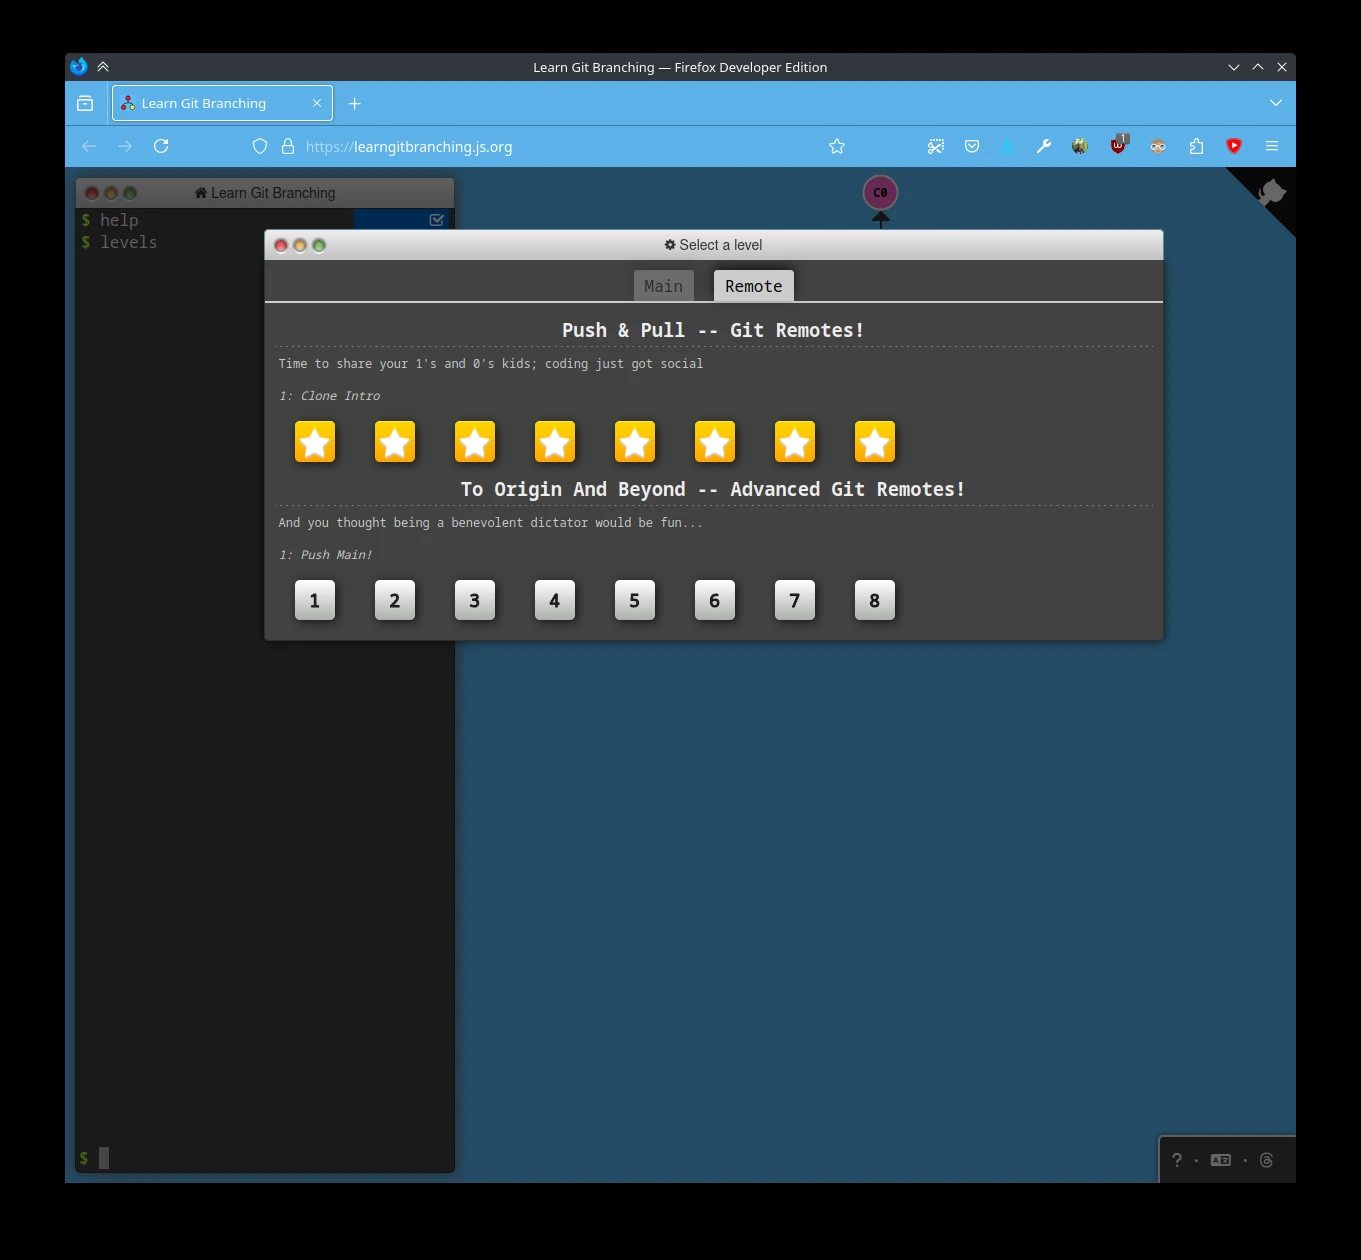 Learn Git Branching — Firefox Developer Edition
Learn Git Branching
https://learngitbranching.js.org
1
Learn Git Branching
$ help
$ levels
C0
Select a level
Main
Remote
Push & Pull -- Git Remotes!
Time to share your 1's and 0's kids; coding just got social
1: Clone Intro
To Origin And Beyond -- Advanced Git Remotes!
And you thought being a benevolent dictator would be fun...
1: Push Main!
1 2 3 4 5 6 7 8
$
? · ·